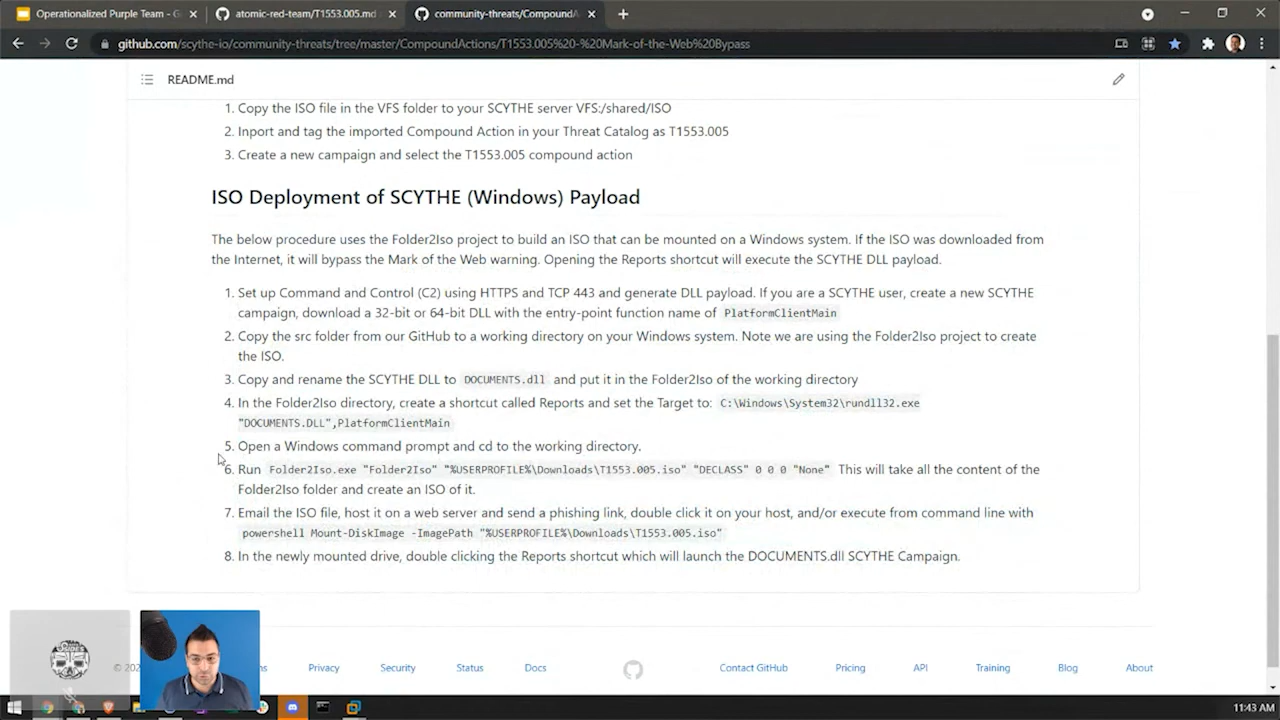 Operationalized Purple Team - G
atomic-red-team/T1553.005.md
community-threats/CompoundA
github.com/scythe-io/community-threats/tree/master/CompoundActions/T1553.005%20-%20Mark-of-the-Web%20Bypass
README.md
1. Copy the ISO file in the VFS folder to your SCYTHE server VFS:/shared/ISO
2. Inport and tag the imported Compound Action in your Threat Catalog as T1553.005
3. Create a new campaign and select the T1553.005 compound action
ISO Deployment of SCYTHE (Windows) Payload
The below procedure uses the Folder2Iso project to build an ISO that can be mounted on a Windows system. If the ISO was downloaded from
the Internet, it will bypass the Mark of the Web warning. Opening the Reports shortcut will execute the SCYTHE DLL payload.
1. Set up Command and Control (C2) using HTTPS and TCP 443 and generate DLL payload. If you are a SCYTHE user, create a new SCYTHE
campaign, download a 32-bit or 64-bit DLL with the entry-point function name of PlatformClientMain
2. Copy the src folder from our GitHub to a working directory on your Windows system. Note we are using the Folder2Iso project to create
the ISO.
3. Copy and rename the SCYTHE DLL to DOCUMENTS.dll and put it in the Folder2Iso of the working directory
4. In the Folder2Iso directory, create a shortcut called Reports and set the Target to: C:\Windows\System32\rundll32.exe
"DOCUMENTS.DLL",PlatformClientMain
5. Open a Windows command prompt and cd to the working directory.
6. Run Folder2Iso.exe "Folder2Iso" "%USERPROFILE%\Downloads\T1553.005.iso" "DECLASS" 0 0 0 "None" This will take all the content of the
Folder2Iso folder and create an ISO of it.
7. Email the ISO file, host it on a web server and send a phishing link, double click it on your host, and/or execute from command line with
powershell Mount-DiskImage -ImagePath "%USERPROFILE%\Downloads\T1553.005.iso"
8. In the newly mounted drive, double clicking the Reports shortcut which will launch the DOCUMENTS.dll SCYTHE Campaign.
© 20 ns Privacy Security Status Docs Contact GitHub Pricing API Training Blog About
11:43 AM